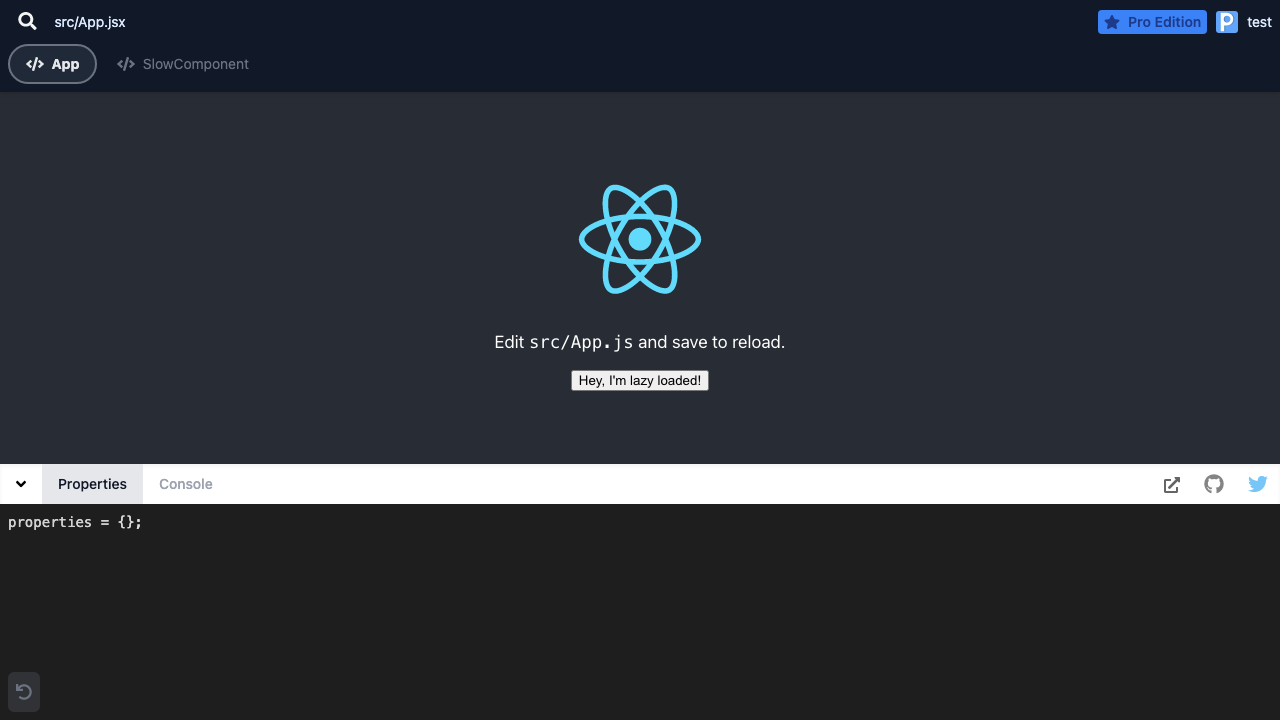 src/App.jsx
Pro Edition
P test
App
SlowComponent
Edit src/App.js and save to reload.
Hey, I'm lazy loaded!
Properties
Console
properties = {};